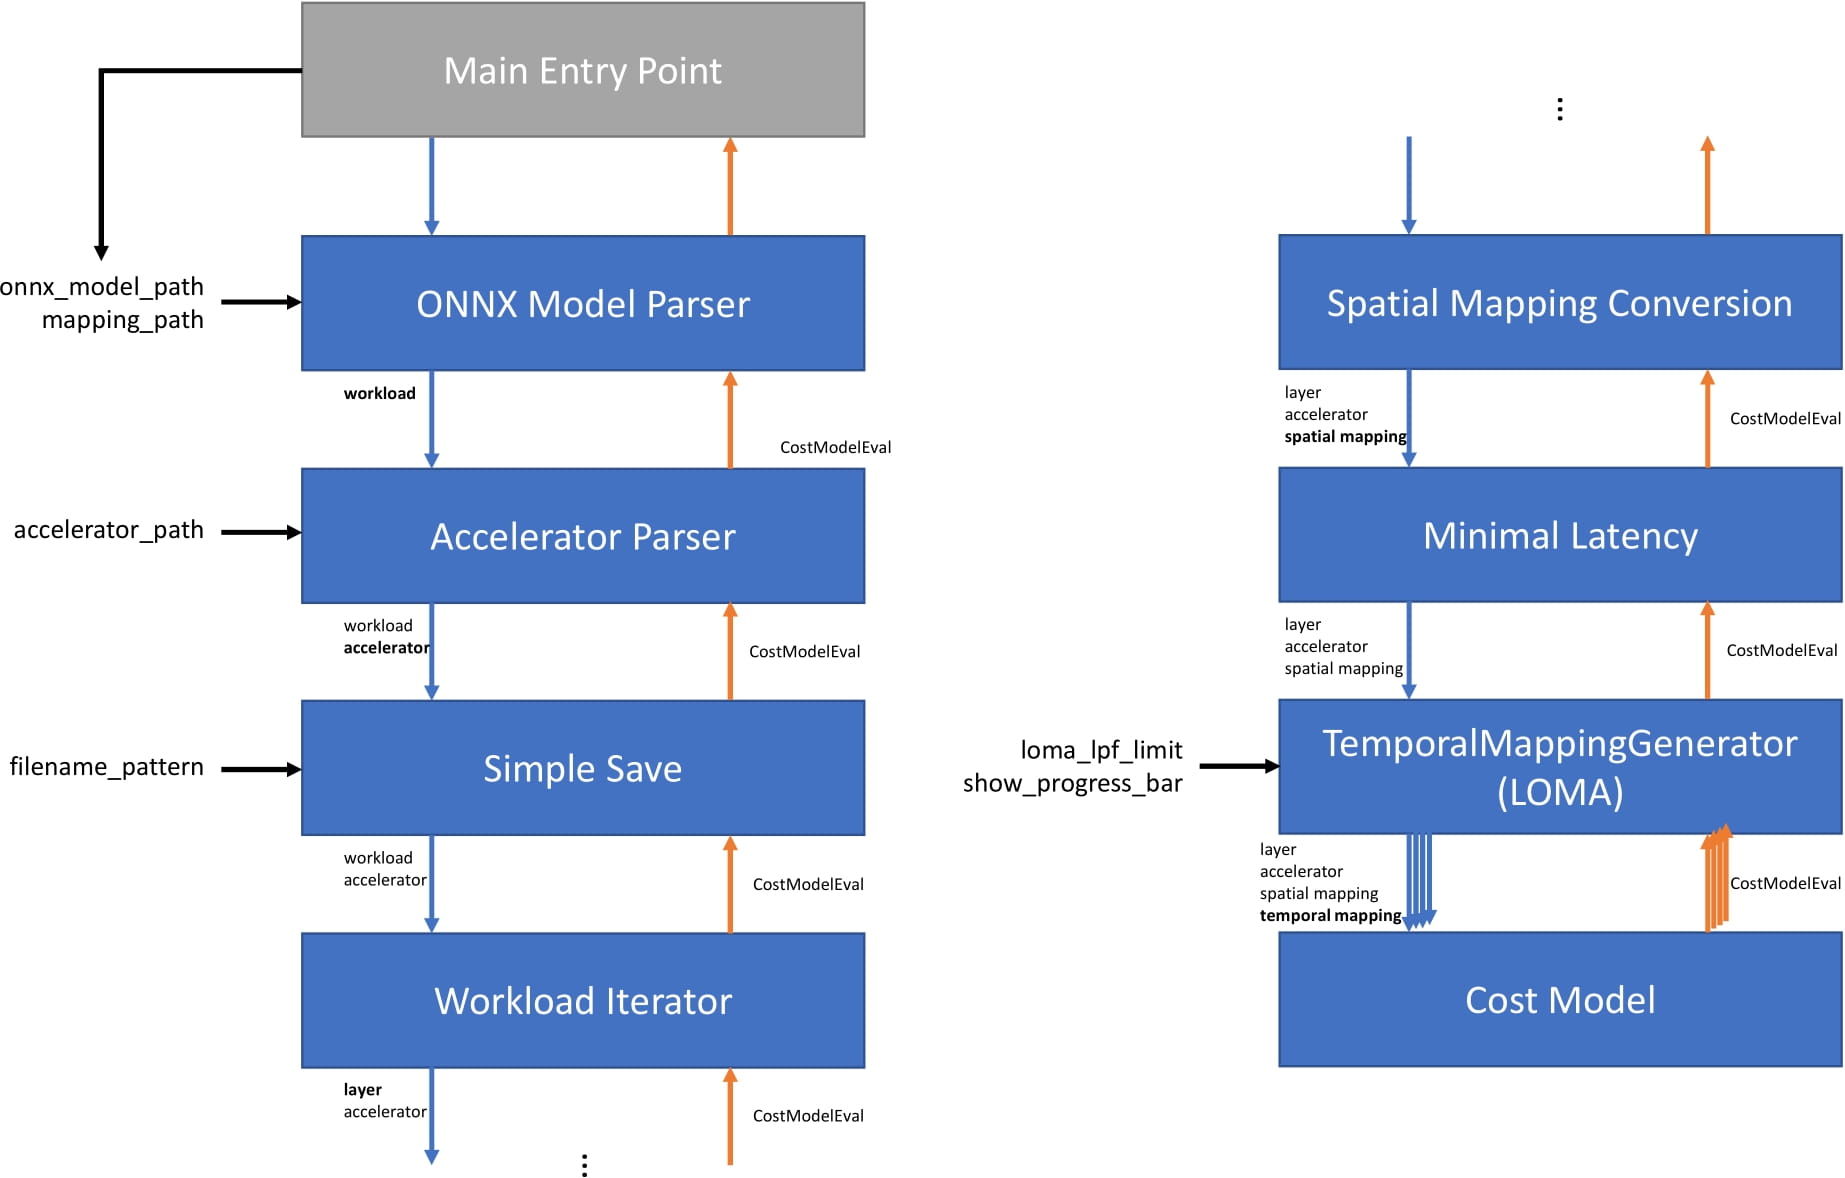 Main Entry Point
onnx_model_path
mapping_path
ONNX Model Parser
workload
CostModelEval
accelerator_path
Accelerator Parser
workload
accelerator
CostModelEval
filename_pattern
Simple Save
workload
accelerator
CostModelEval
Workload Iterator
layer
accelerator
CostModelEval
...
...
Spatial Mapping Conversion
layer
accelerator
spatial mapping
CostModelEval
Minimal Latency
layer
accelerator
spatial mapping
CostModelEval
loma_lpf_limit
show_progress_bar
TemporalMappingGenerator
(LOMA)
layer
accelerator
spatial mapping
temporal mapping
CostModelEval
Cost Model